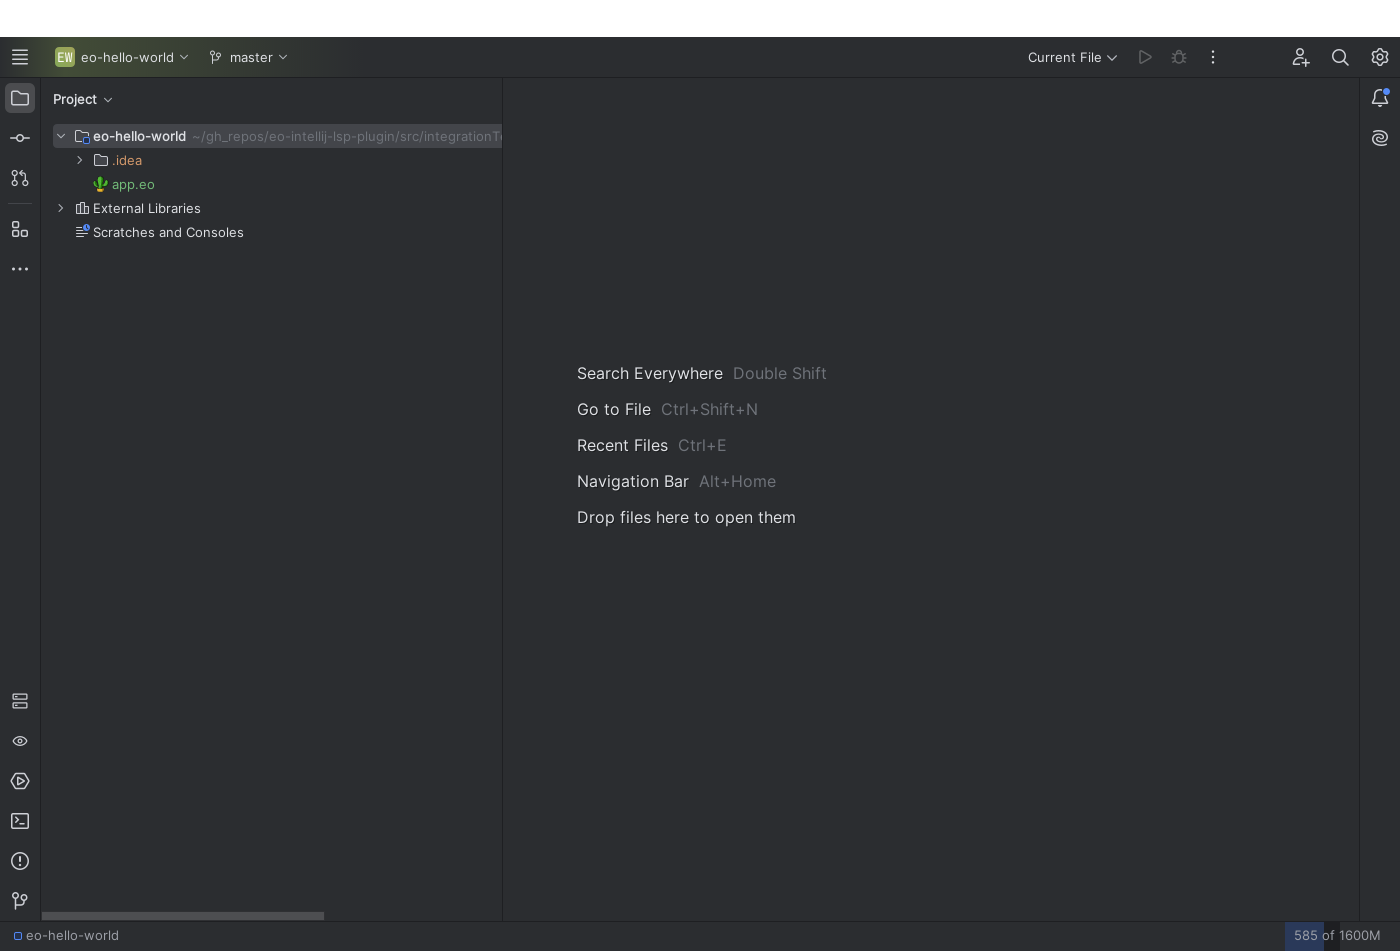 EW eo-hello-world master Current File
Project
eo-hello-world ~/gh_repos/eo-intellij-lsp-plugin/src/integrationTe
.idea
app.eo
External Libraries
Scratches and Consoles
Search Everywhere Double Shift
Go to File Ctrl+Shift+N
Recent Files Ctrl+E
Navigation Bar Alt+Home
Drop files here to open them
eo-hello-world 585 of 1600M